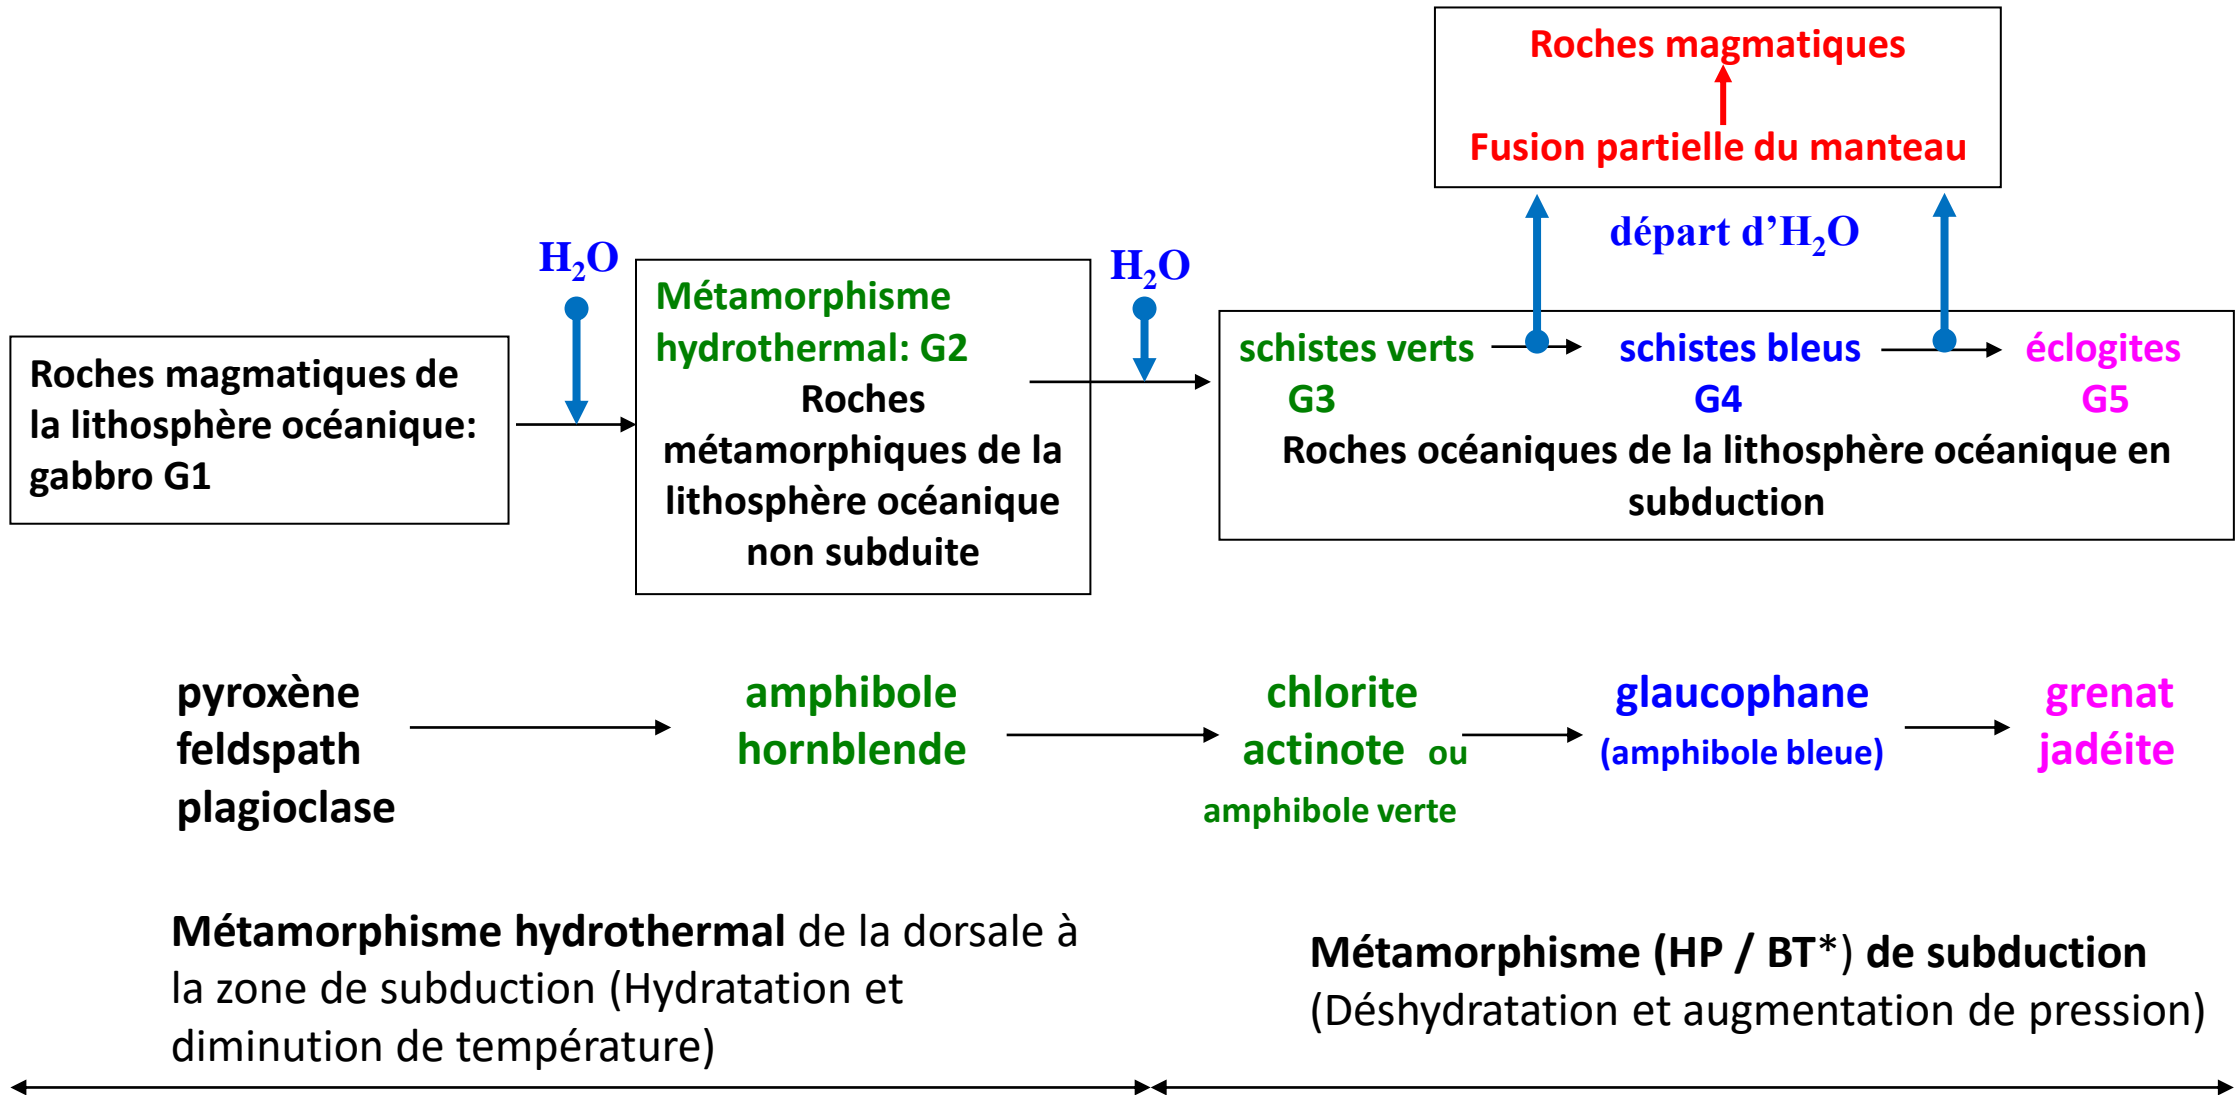 Roches magmatiques
Fusion partielle du manteau
départ d’H₂O
H₂O
H₂O
Roches magmatiques de
la lithosphère océanique:
gabbro G1
Métamorphisme
hydrothermal: G2
Roches
métamorphiques de la
lithosphère océanique
non subduite
schistes verts
G3
schistes bleus
G4
éclogites
G5
Roches océaniques de la lithosphère océanique en
subduction
pyroxène
feldspath
plagioclase
amphibole
hornblende
chlorite
actinote ou
amphibole verte
glaucophane
(amphibole bleue)
grenat
jadéite
Métamorphisme hydrothermal de la dorsale à
la zone de subduction (Hydratation et
diminution de température)
Métamorphisme (HP / BT*) de subduction
(Déshydratation et augmentation de pression)